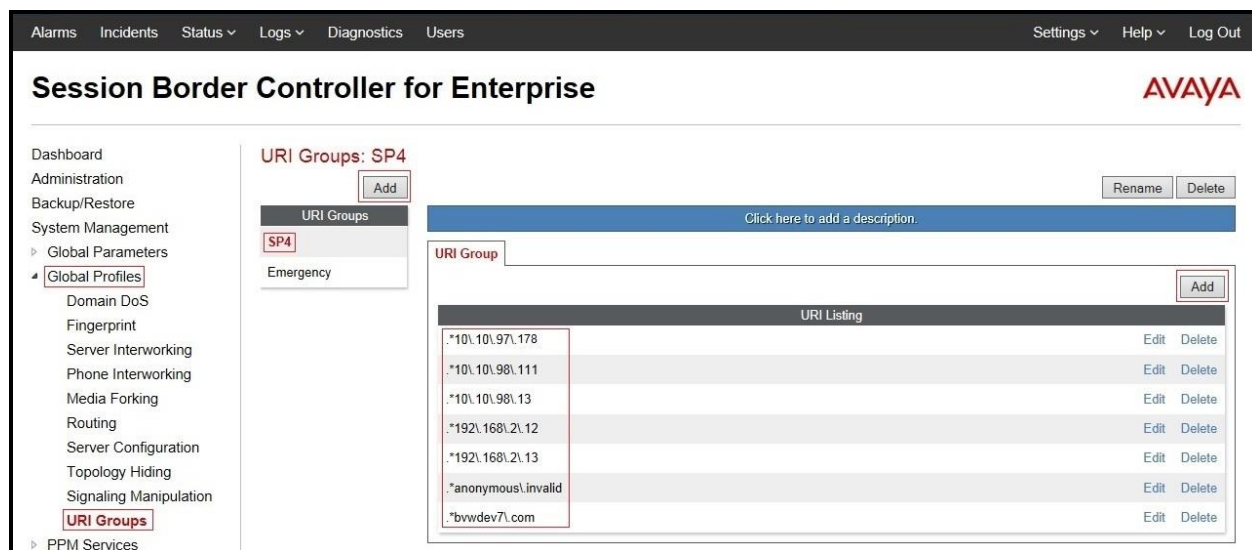 Alarms Incidents Status Logs Diagnostics Users Settings Help Log Out
Session Border Controller for Enterprise
AVAYA
Dashboard
Administration
Backup/Restore
System Management
Global Parameters
Global Profiles
Domain DoS
Fingerprint
Server Interworking
Phone Interworking
Media Forking
Routing
Server Configuration
Topology Hiding
Signaling Manipulation
URI Groups
PPM Services
URI Groups: SP4
Add
Rename Delete
URI Groups
SP4
Emergency
Click here to add a description.
URI Group
Add
URI Listing
.*10\.10\.97\.178 Edit Delete
.*10\.10\.98\.111 Edit Delete
.*10\.10\.98\.13 Edit Delete
.*192\.168\.2\.12 Edit Delete
.*192\.168\.2\.13 Edit Delete
.*anonymous\.invalid Edit Delete
.*bvwdev7\.com Edit Delete